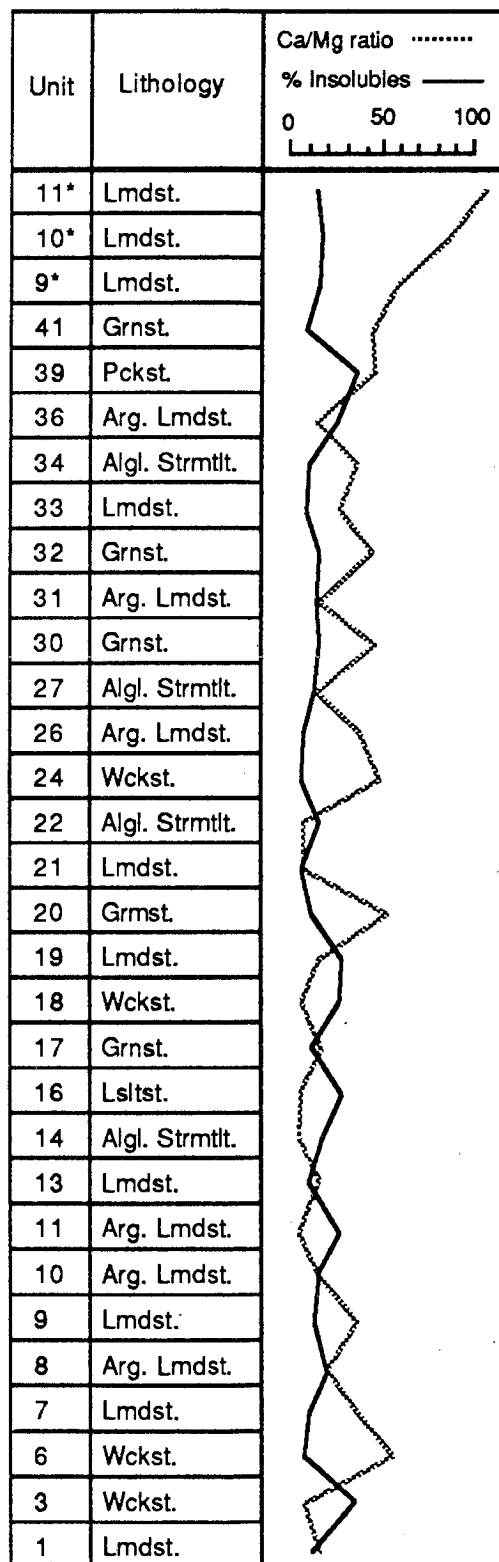 Unit Lithology Ca/Mg ratio ........
% Insolubles
0 50 100
11* Lmdst.
10* Lmdst.
9* Lmdst.
41 Grnst.
39 Pckst.
36 Arg. Lmdst.
34 Algl. Strmtlt.
33 Lmdst.
32 Grnst.
31 Arg. Lmdst.
30 Grnst.
27 Algl. Strmtlt.
26 Arg. Lmdst.
24 Wckst.
22 Algl. Strmtlt.
21 Lmdst.
20 Grmst.
19 Lmdst.
18 Wckst.
17 Grnst.
16 Lsltst.
14 Algl. Strmtlt.
13 Lmdst.
11 Arg. Lmdst.
10 Arg. Lmdst.
9 Lmdst.
8 Arg. Lmdst.
7 Lmdst.
6 Wckst.
3 Wckst.
1 Lmdst.